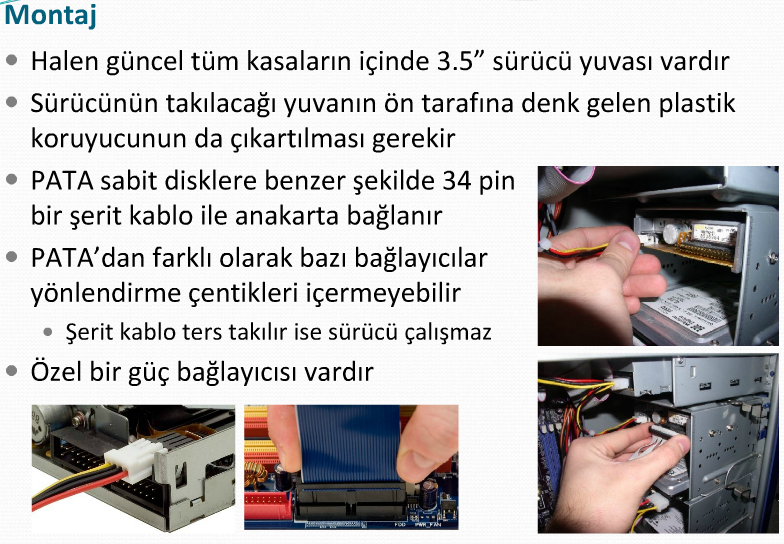 Montaj
Halen güncel tüm kasaların içinde 3.5” sürücü yuvası vardır
Sürücünün takılacağı yuvanın ön tarafına denk gelen plastik
koruyucunun da çıkartılması gerekir
PATA sabit disklere benzer şekilde 34 pin
bir şerit kablo ile anakarta bağlanır
PATA’dan farklı olarak bazı bağlayıcılar
yönlendirme çentikleri içermeyebilir
Şerit kablo ters takılır ise sürücü çalışmaz
Özel bir güç bağlayıcısı vardır
FDD PWR_FAN